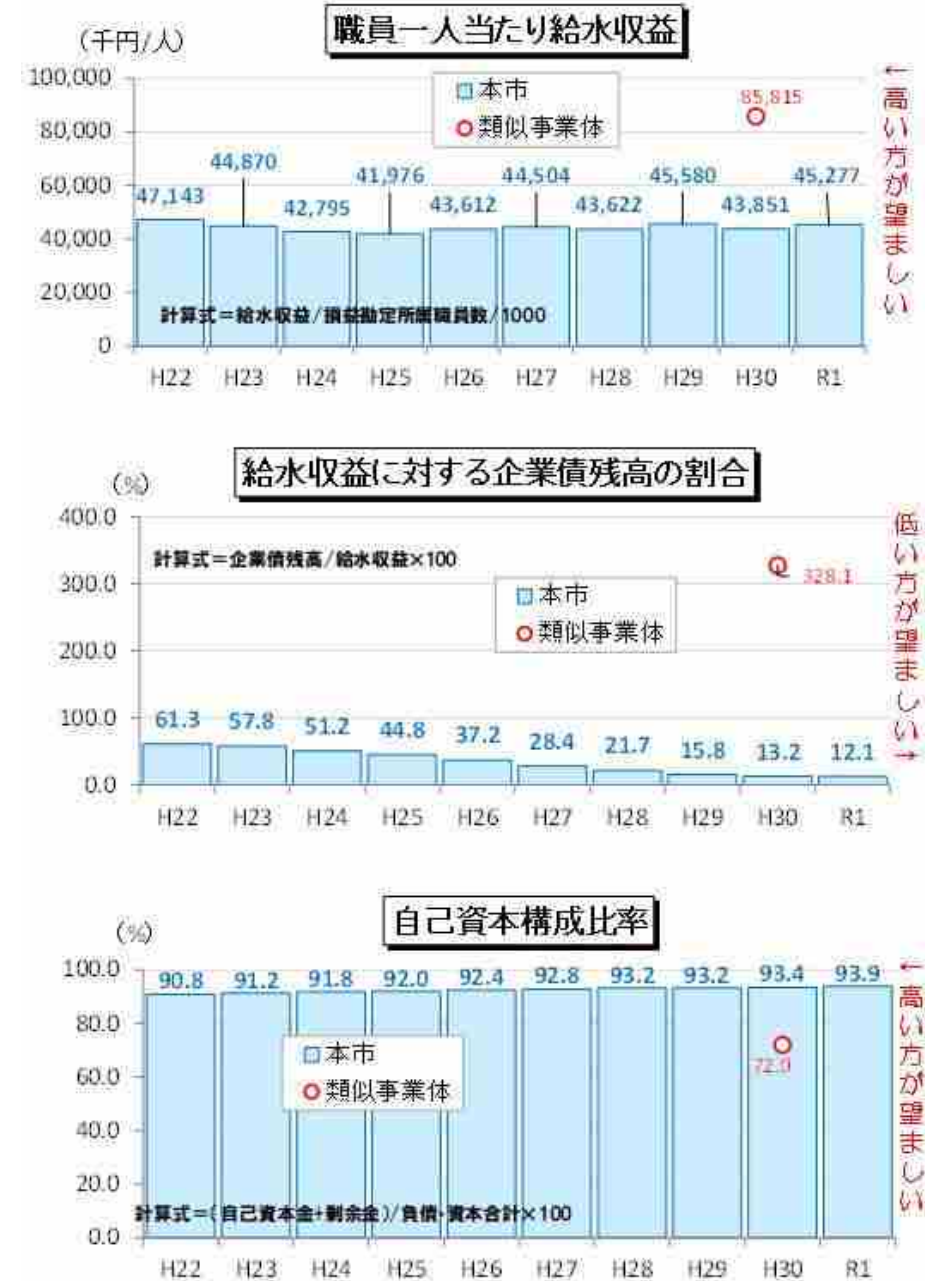 職員一人当たり給水収益
(千円/人)
100,000
80,000
60,000
40,000
20,000
0
本市
類似事業体
85,815
47,143
44,870
42,795
41,976
43,612
44,504
43,622
45,580
43,851
45,277
計算式=給水収益/損益勘定所属職員数/1000
H22 H23 H24 H25 H26 H27 H28 H29 H30 R1
←高い方が望ましい
給水収益に対する企業債残高の割合
(%)
400.0
300.0
200.0
100.0
0.0
計算式=企業債残高/給水収益×100
本市
類似事業体
328.1
61.3 57.8 51.2 44.8 37.2 28.4 21.7 15.8 13.2 12.1
H22 H23 H24 H25 H26 H27 H28 H29 H30 R1
低い方が望ましい→
自己資本構成比率
(%)
100.0
80.0
60.0
40.0
20.0
0.0
90.8 91.2 91.8 92.0 92.4 92.8 93.2 93.2 93.4 93.9
本市
類似事業体
72.0
計算式=(自己資本金+剰余金)/負債・資本合計×100
H22 H23 H24 H25 H26 H27 H28 H29 H30 R1
←高い方が望ましい